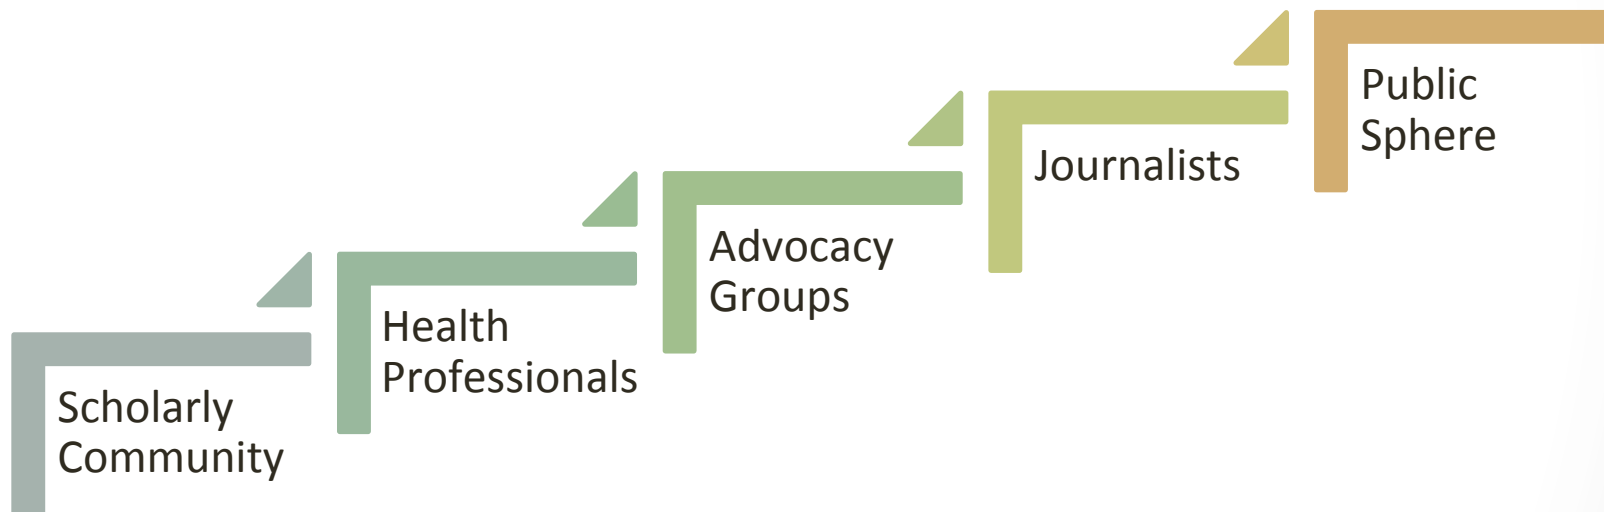 Scholarly
Community
Health
Professionals
Advocacy
Groups
Journalists
Public
Sphere